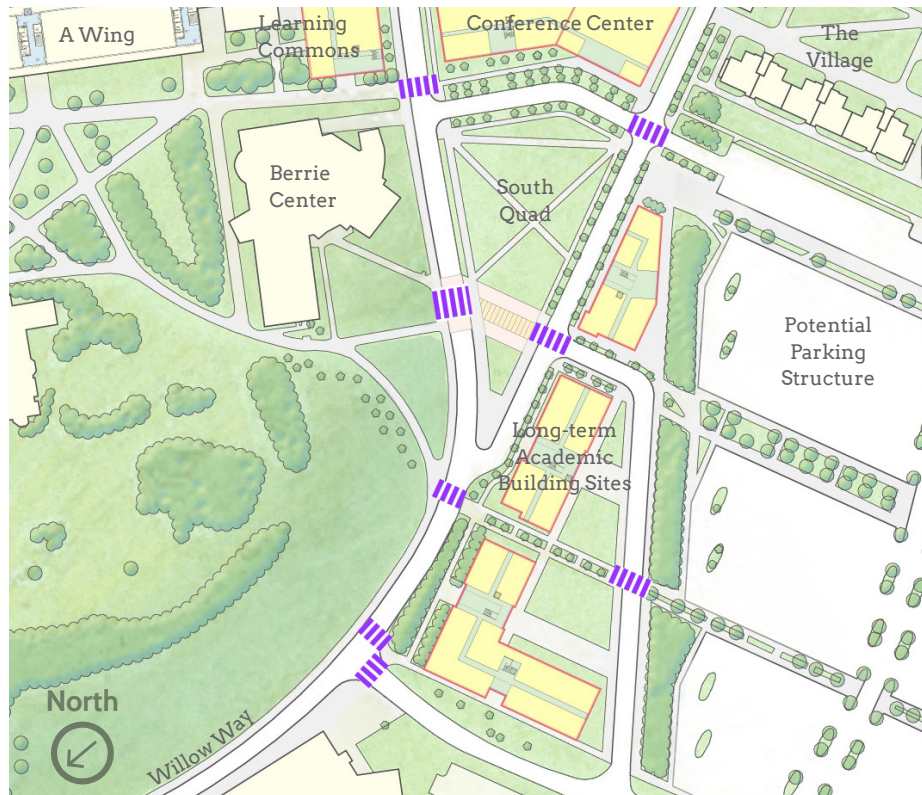 A Wing
Learning
Commons
Conference Center
The
Village
Berrie
Center
South
Quad
Potential
Parking
Structure
Long-term
Academic
Building Sites
North
Willow Way